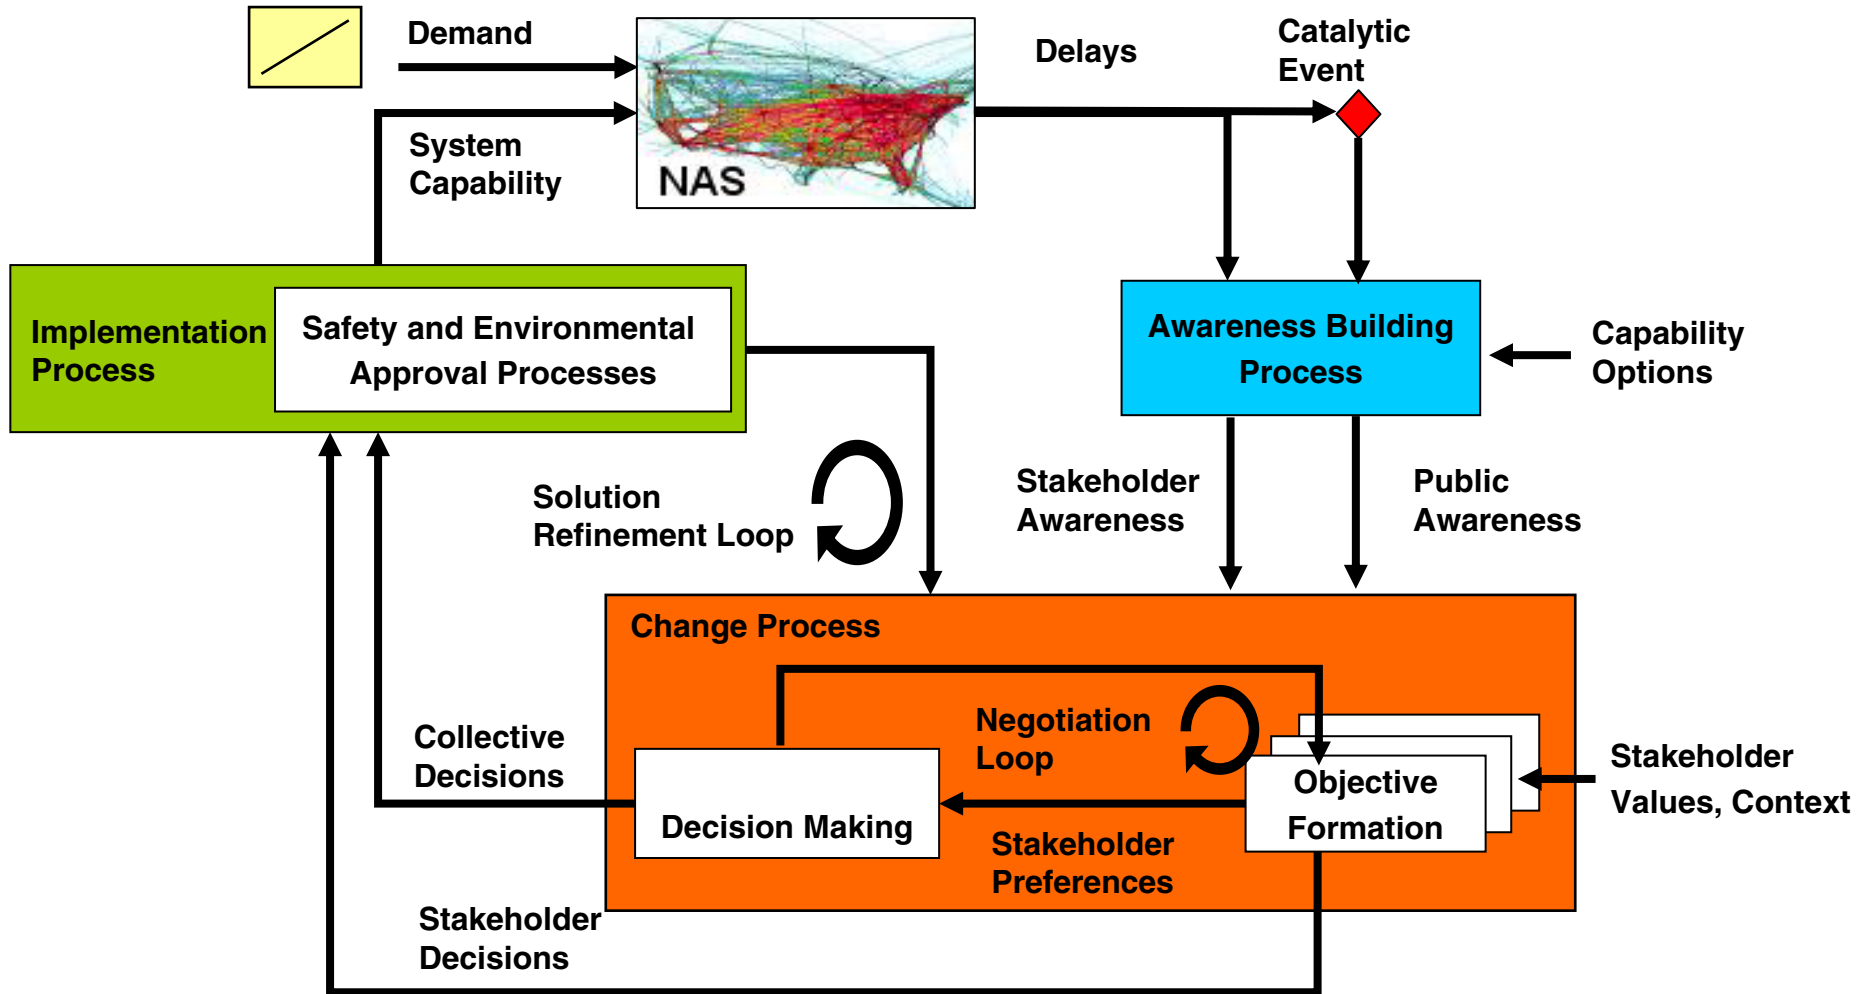 Demand
Delays
Catalytic
Event
System
Capability
NAS
Implementation
Process
Safety and Environmental
Approval Processes
Awareness Building
Process
Capability
Options
Solution
Refinement Loop
Stakeholder
Awareness
Public
Awareness
Change Process
Negotiation
Loop
Collective
Decisions
Decision Making
Objective
Formation
Stakeholder
Values, Context
Stakeholder
Preferences
Stakeholder
Decisions